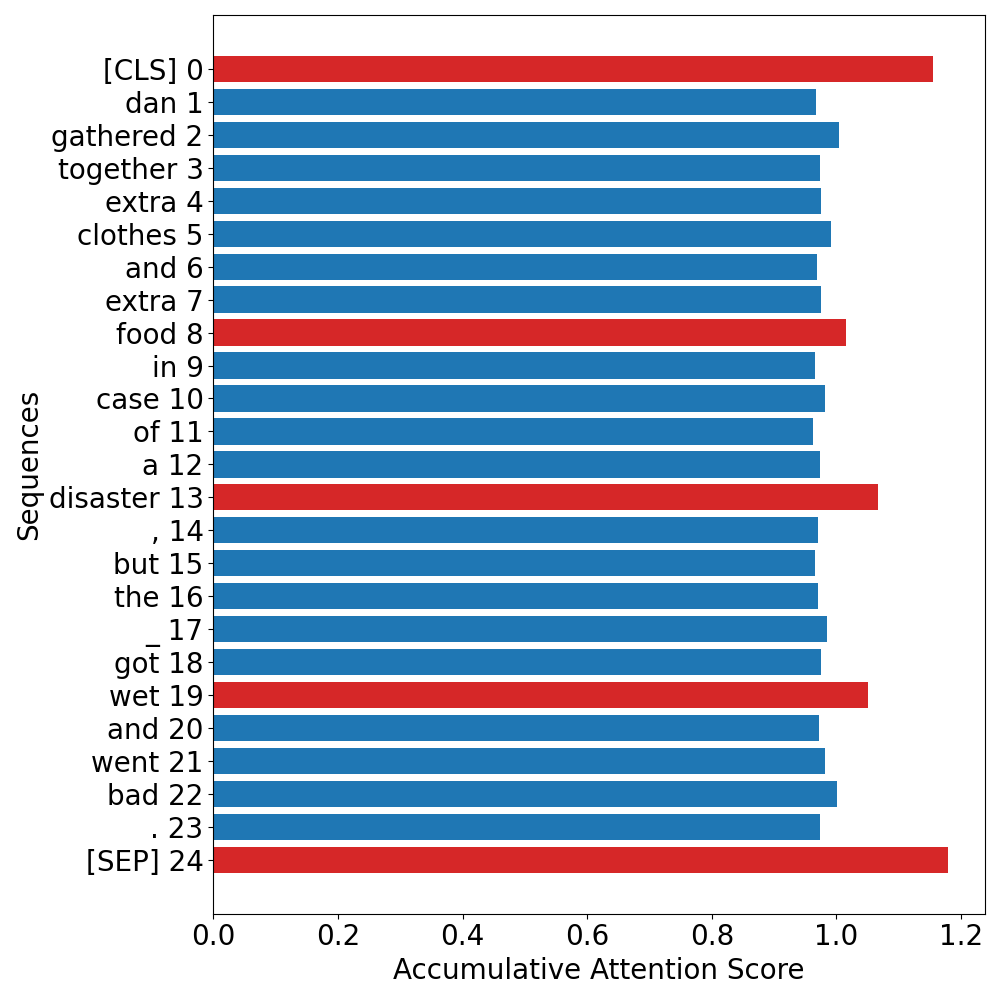 [CLS] 0
dan 1
gathered 2
together 3
extra 4
clothes 5
and 6
extra 7
food 8
in 9
case 10
of 11
a 12
disaster 13
, 14
but 15
the 16
_ 17
got 18
wet 19
and 20
went 21
bad 22
. 23
[SEP] 24
Sequences
0.0 0.2 0.4 0.6 0.8 1.0 1.2
Accumulative Attention Score